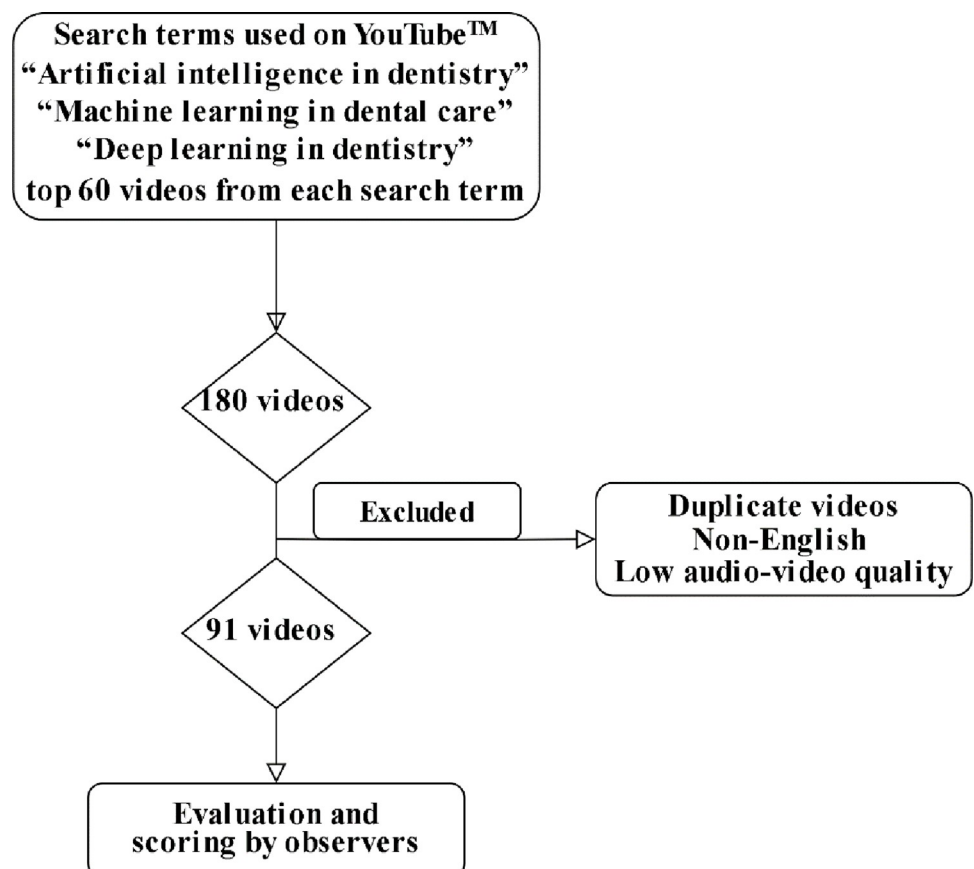 Search terms used on YouTube™
“Artificial intelligence in dentistry”
“Machine learning in dental care”
“Deep learning in dentistry”
top 60 videos from each search term
180 videos
Excluded
Duplicate videos
Non-English
Low audio-video quality
91 videos
Evaluation and
scoring by observers